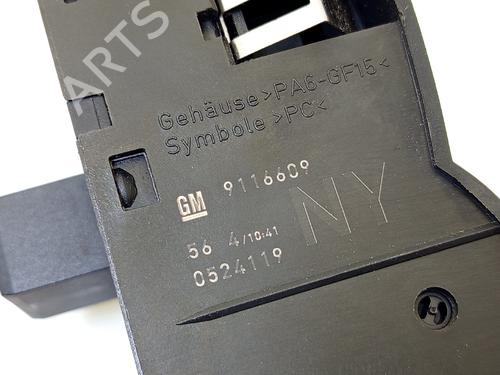 ARTS
Gehäuse>PA6-GF15<
Symbole >PC<
GM 9116609
NY
56 4/10:41
0524119